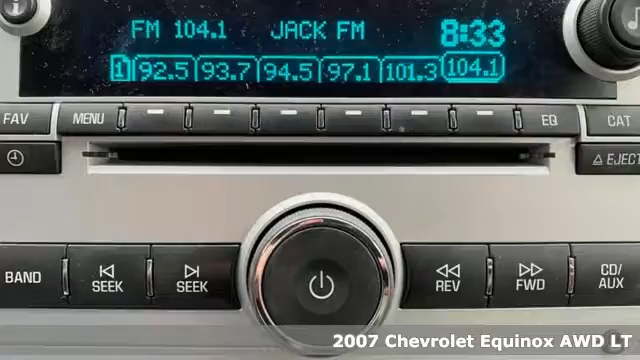 FM 104.1 JACK FM 8:33
1 92.5 93.7 94.5 97.1 101.3 104.1
FAV MENU EQ CAT
EJECT
BAND SEEK SEEK REV FWD CD/AUX
2007 Chevrolet Equinox AWD LT